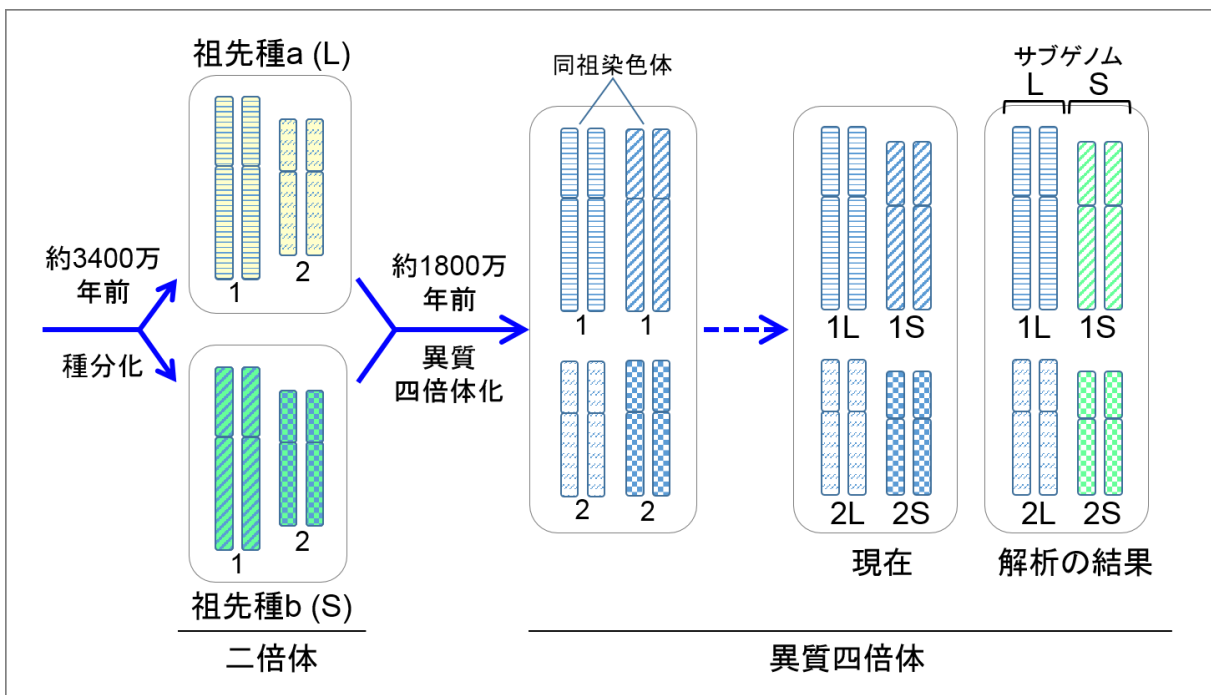 祖先種a (L)
1
2
約3400万
年前
種分化
1
2
祖先種b (S)
二倍体
約1800万
年前
異質
四倍体化
同祖染色体
1
1
2
2
1L
1S
2L
2S
現在
サブゲノム
L
S
1L
1S
2L
2S
解析の結果
異質四倍体